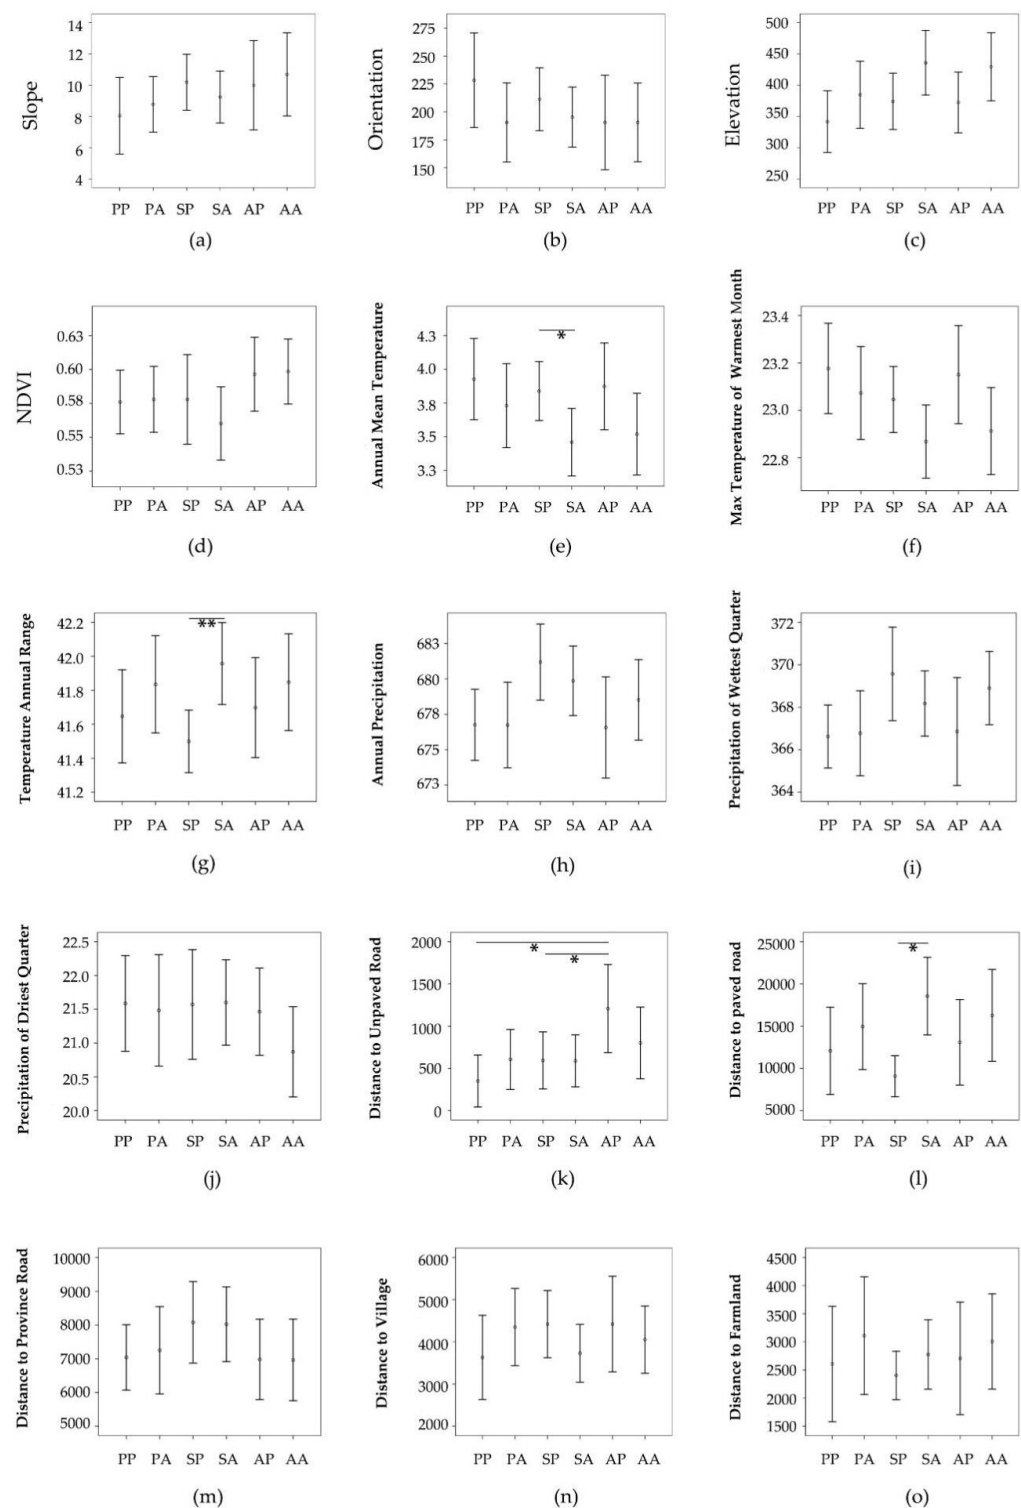 Slope
14
12
10
8
6
4
PP PA SP SA AP AA
(a)
Orientation
275
250
225
200
175
150
PP PA SP SA AP AA
(b)
Elevation
500
450
400
350
300
250
PP PA SP SA AP AA
(c)
NDVI
0.63
0.60
0.58
0.55
0.53
PP PA SP SA AP AA
(d)
Annual Mean Temperature
4.3
4.0
3.8
3.5
3.3
*
PP PA SP SA AP AA
(e)
Max Temperature of Warmest Month
23.4
23.2
23.0
22.8
PP PA SP SA AP AA
(f)
Temperature Annual Range
42.2
42.0
41.8
41.6
41.4
41.2
**
PP PA SP SA AP AA
(g)
Annual Precipitation
683
680
678
675
673
PP PA SP SA AP AA
(h)
Precipitation of Wettest Quarter
372
370
368
366
364
PP PA SP SA AP AA
(i)
Precipitation of Driest Quarter
22.5
22.0
21.5
21.0
20.5
20.0
PP PA SP SA AP AA
(j)
Distance to Unpaved Road
2000
1500
1000
500
0
*
*
PP PA SP SA AP AA
(k)
Distance to paved road
25000
20000
15000
10000
5000
*
PP PA SP SA AP AA
(l)
Distance to Province Road
10000
9000
8000
7000
6000
5000
PP PA SP SA AP AA
(m)
Distance to Village
6000
5000
4000
3000
2000
PP PA SP SA AP AA
(n)
Distance to Farmland
4500
4000
3500
3000
2500
2000
1500
PP PA SP SA AP AA
(o)